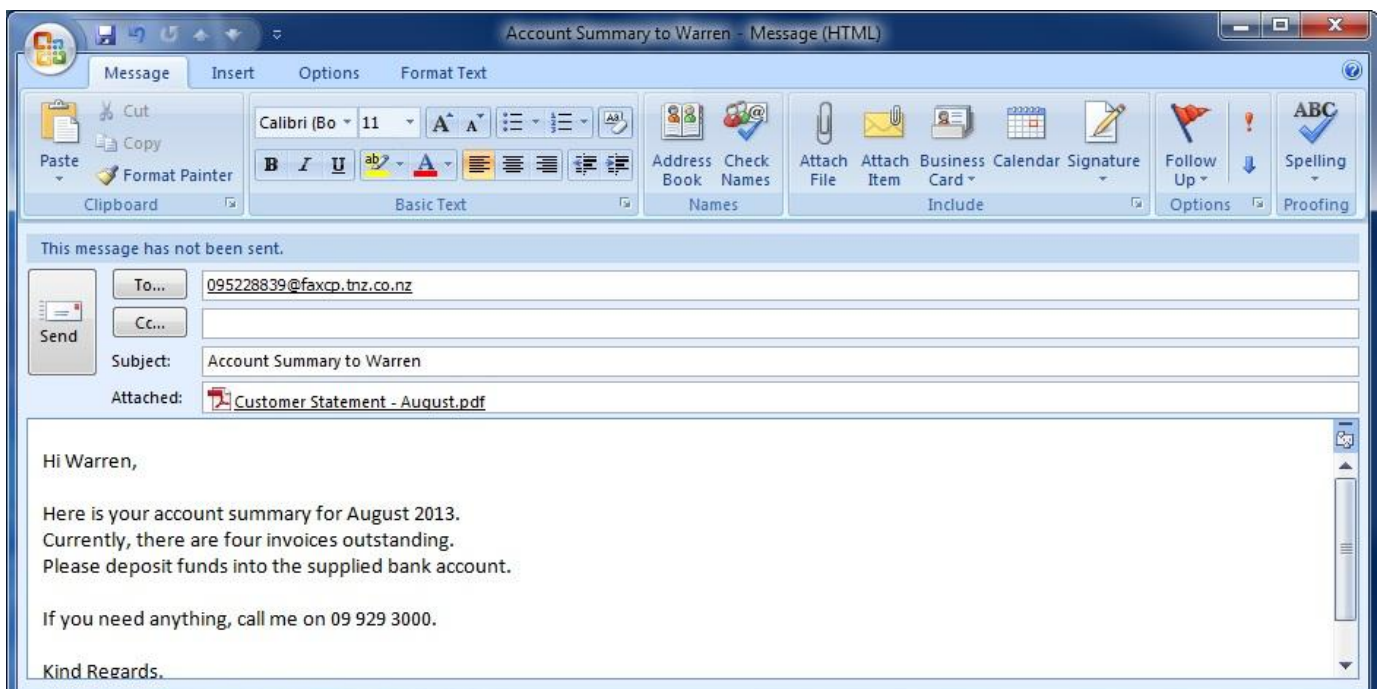 Account Summary to Warren - Message (HTML)
Message Insert Options Format Text
Paste
Cut
Copy
Format Painter
Clipboard
Calibri (Bo 11 A A
B I U ab A
Basic Text
Address Book
Check Names
Names
Attach File
Attach Item
Business Card
Calendar
Signature
Include
Follow Up
Options
ABC
Spelling
Proofing
This message has not been sent.
Send
To... 095228839@faxcp.tnz.co.nz
Cc...
Subject: Account Summary to Warren
Attached: Customer Statement - August.pdf
Hi Warren,
Here is your account summary for August 2013.
Currently, there are four invoices outstanding.
Please deposit funds into the supplied bank account.
If you need anything, call me on 09 929 3000.
Kind Regards,